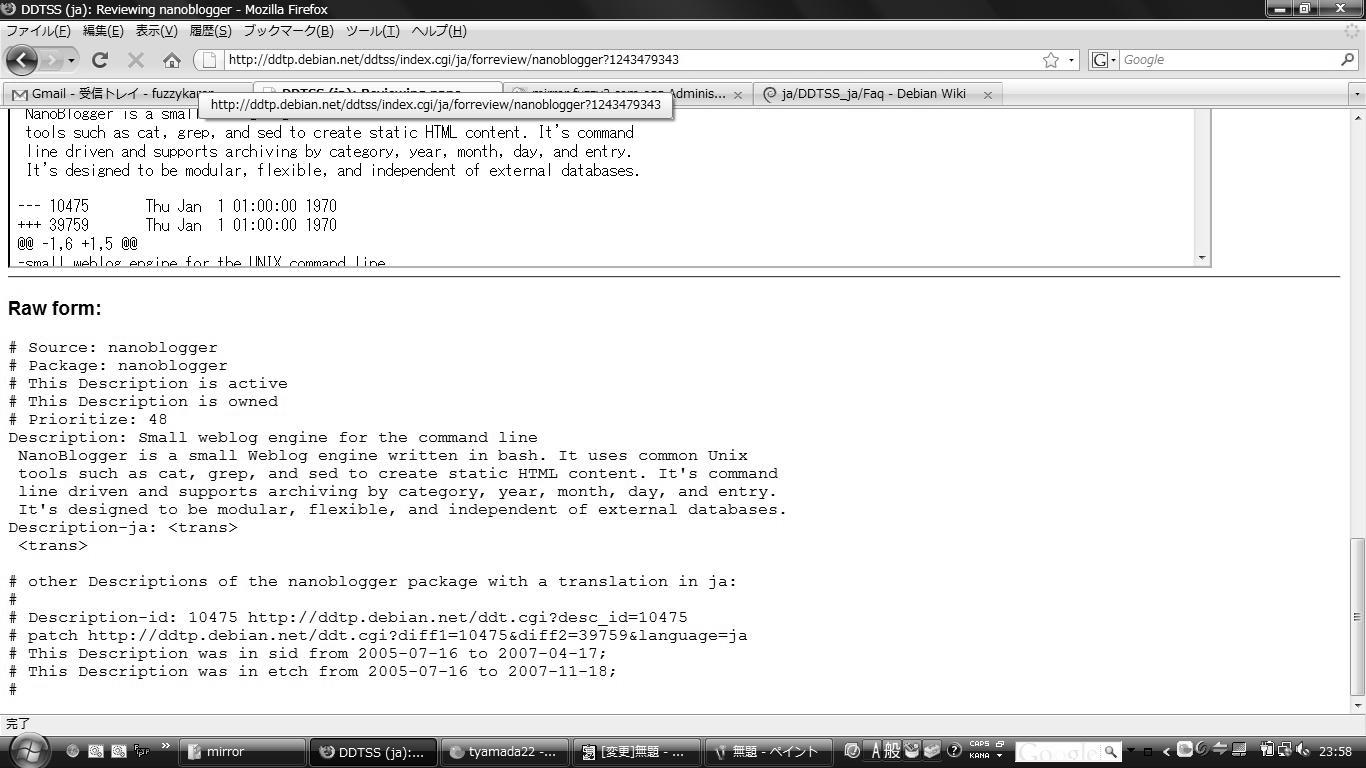 DDTSS (ja): Reviewing nanoblogger - Mozilla Firefox
ファイル(F) 編集(E) 表示(V) 履歴(S) ブックマーク(B) ツール(T) ヘルプ(H)
http://ddtp.debian.net/ddtss/index.cgi/ja/forreview/nanoblogger?1243479343
Google
Gmail - 受信トレイ - fuzzykaran
DDTSS (ja): Reviewing nano...
Adminis...
ja/DDTSS_ja/Faq - Debian Wiki
http://ddtp.debian.net/ddtss/index.cgi/ja/forreview/nanoblogger?1243479343
NanoBlogger is a small
tools such as cat, grep, and sed to create static HTML content. It's command
line driven and supports archiving by category, year, month, day, and entry.
It's designed to be modular, flexible, and independent of external databases.
--- 10475 Thu Jan 1 01:00:00 1970
+++ 39759 Thu Jan 1 01:00:00 1970
@@ -1,6 +1,5 @@
-small weblog engine for the UNIX command line
Raw form:
# Source: nanoblogger
# Package: nanoblogger
# This Description is active
# This Description is owned
# Prioritize: 48
Description: Small weblog engine for the command line
NanoBlogger is a small Weblog engine written in bash. It uses common Unix
tools such as cat, grep, and sed to create static HTML content. It's command
line driven and supports archiving by category, year, month, day, and entry.
It's designed to be modular, flexible, and independent of external databases.
Description-ja: <trans>
<trans>
# other Descriptions of the nanoblogger package with a translation in ja:
#
# Description-id: 10475 http://ddtp.debian.net/ddt.cgi?desc_id=10475
# patch http://ddtp.debian.net/ddt.cgi?diff1=10475&diff2=39759&language=ja
# This Description was in sid from 2005-07-16 to 2007-04-17;
# This Description was in etch from 2005-07-16 to 2007-11-18;
#
完了
mirror
DDTSS (ja):...
tyamada22 -...
[変更]無題 - ...
無題 - ペイント
A 般
CAPS
KANA
Google
23:58